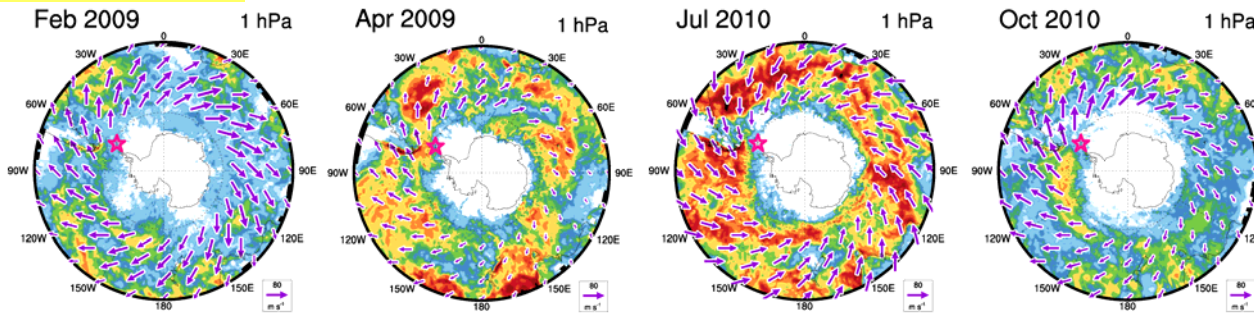 Feb 2009 1 hPa
0
30W 30E
60W 60E
90W 90E
120W 120E
150W 150E
180
80
m s⁻¹
Apr 2009 1 hPa
0
30W 30E
60W 60E
90W 90E
120W 120E
150W 150E
180
80
m s⁻¹
Jul 2010 1 hPa
0
30W 30E
60W 60E
90W 90E
120W 120E
150W 150E
180
80
m s⁻¹
Oct 2010 1 hPa
0
30W 30E
60W 60E
90W 90E
120W 120E
150W 150E
180
80
m s⁻¹